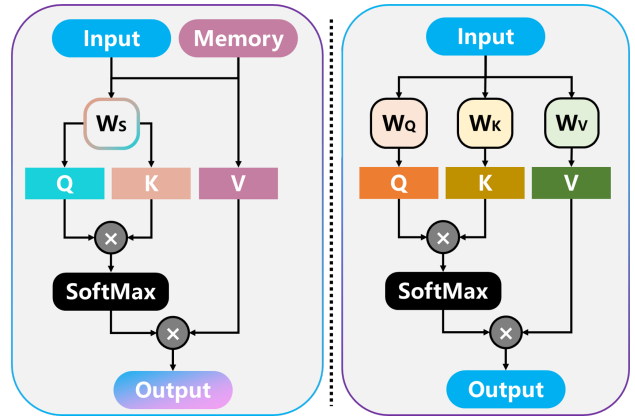 Input
Memory
WS
Q
K
V
×
SoftMax
×
Output
Input
WQ
WK
WV
Q
K
V
×
SoftMax
×
Output